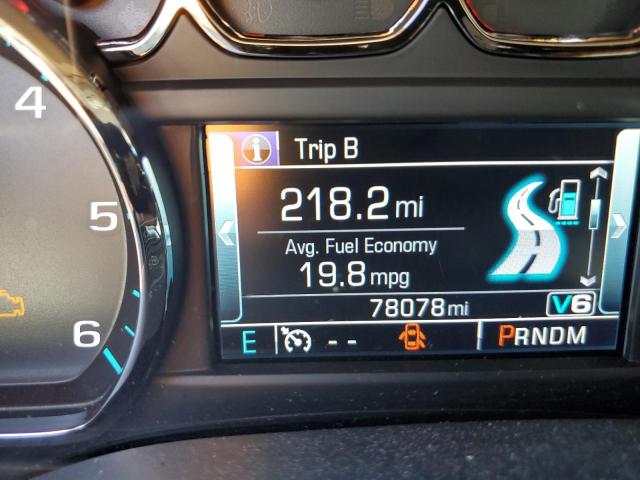 4
5
6
Trip B
218.2 mi
Avg. Fuel Economy
19.8 mpg
78078 mi
V6
E
--
PRNDM